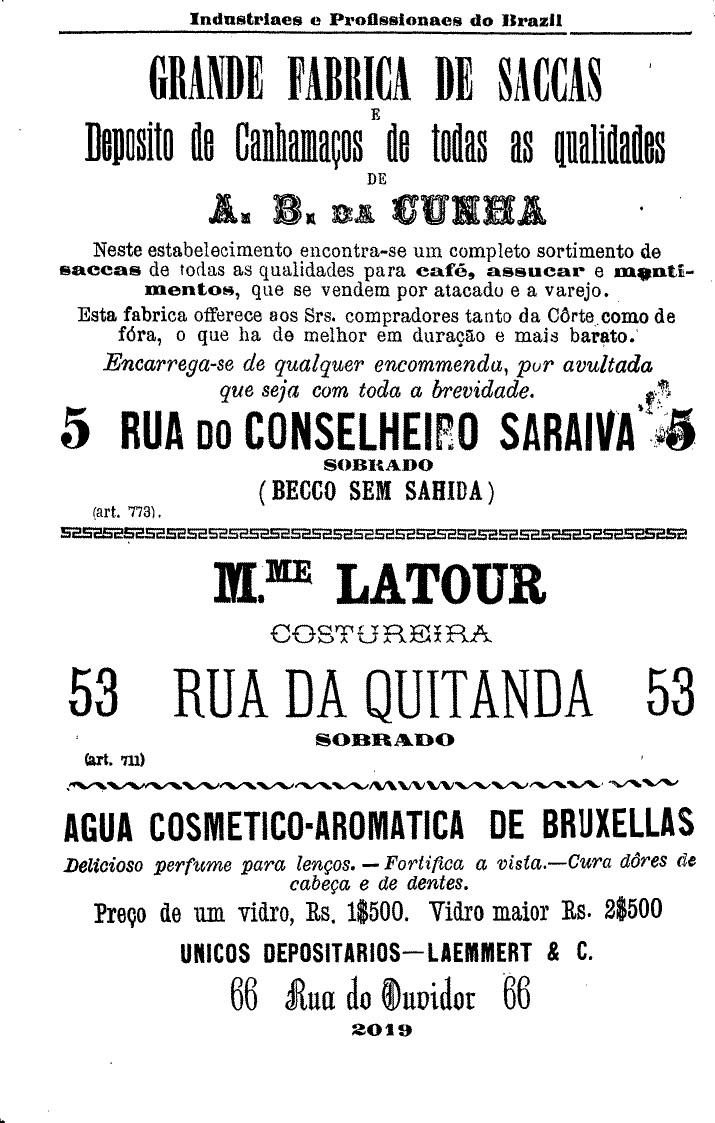 Industriaes e Profissionaes do Brazil
GRANDE FABRICA DE SACCAS
E
Deposito de Canhamaços de todas as qualidades
DE
A. B. DA CUNHA
Neste estabelecimento encontra-se um completo sortimento de
saccas de todas as qualidades para café, assucar e manti-
mentos, que se vendem por atacado e a varejo.
Esta fabrica offerece aos Srs. compradores tanto da Côrte como de
fóra, o que ha de melhor em duração e mais barato.
Encarrega-se de qualquer encommenda, por avultada
que seja com toda a brevidade.
5 RUA DO CONSELHEIRO SARAIVA 5
SOBRADO
(BECCO SEM SAHIDA)
(art. 773).
M.ME LATOUR
COSTUREIRA
53 RUA DA QUITANDA 53
SOBRADO
(art. 711)
AGUA COSMETICO-AROMATICA DE BRUXELLAS
Delicioso perfume para lenços. — Fortifica a vista.—Cura dôres de
cabeça e de dentes.
Preço de um vidro, Rs. 1$500. Vidro maior Rs. 2$500
UNICOS DEPOSITARIOS—LAEMMERT & C.
66 Rua do Ouvidor 66
2019